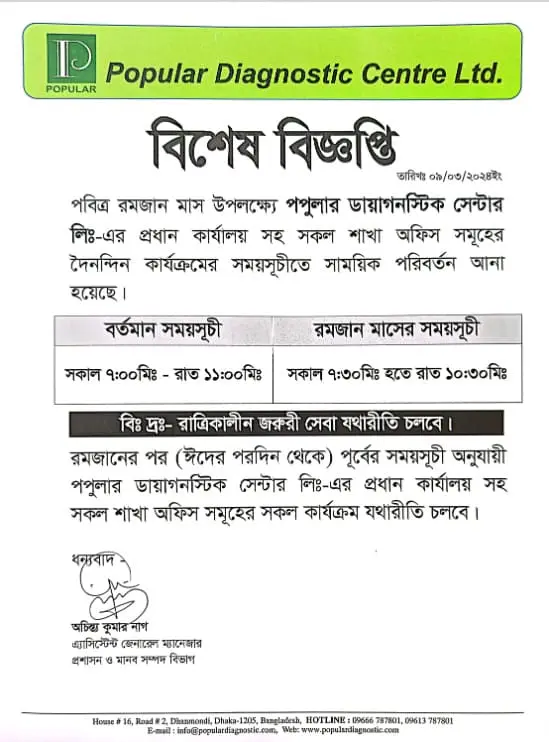 POPULAR
Popular Diagnostic Centre Ltd.
বিশেষ বিজ্ঞপ্তি
তারিখঃ ০৯/০৩/২০২৪ইং
পবিত্র রমজান মাস উপলক্ষ্যে পপুলার ডায়াগনস্টিক সেন্টার
লিঃ-এর প্রধান কার্যালয় সহ সকল শাখা অফিস সমূহের
দৈনন্দিন কার্যক্রমের সময়সূচীতে সাময়িক পরিবর্তন আনা
হয়েছে।
বর্তমান সময়সূচী রমজান মাসের সময়সূচী
সকাল ৭:০০মিঃ - রাত ১১:০০মিঃ সকাল ৭:৩০মিঃ হতে রাত ১০:৩০মিঃ
বিঃ দ্রঃ- রাত্রিকালীন জরুরী সেবা যথারীতি চলবে।
রমজানের পর (ঈদের পরদিন থেকে) পূর্বের সময়সূচী অনুযায়ী
পপুলার ডায়াগনস্টিক সেন্টার লিঃ-এর প্রধান কার্যালয় সহ
সকল শাখা অফিস সমূহের সকল কার্যক্রম যথারীতি চলবে।
ধন্যবাদ -
অচিন্ত্য কুমার নাগ
এ্যাসিস্টেন্ট জেনারেল ম্যানেজার
প্রশাসন ও মানব সম্পদ বিভাগ
House # 16, Road # 2, Dhanmondi, Dhaka-1205, Bangladesh, HOTLINE : 09666 787801, 09613 787801
E-mail : info@populardiagnostic.com, Web: www.populardiagnostic.com